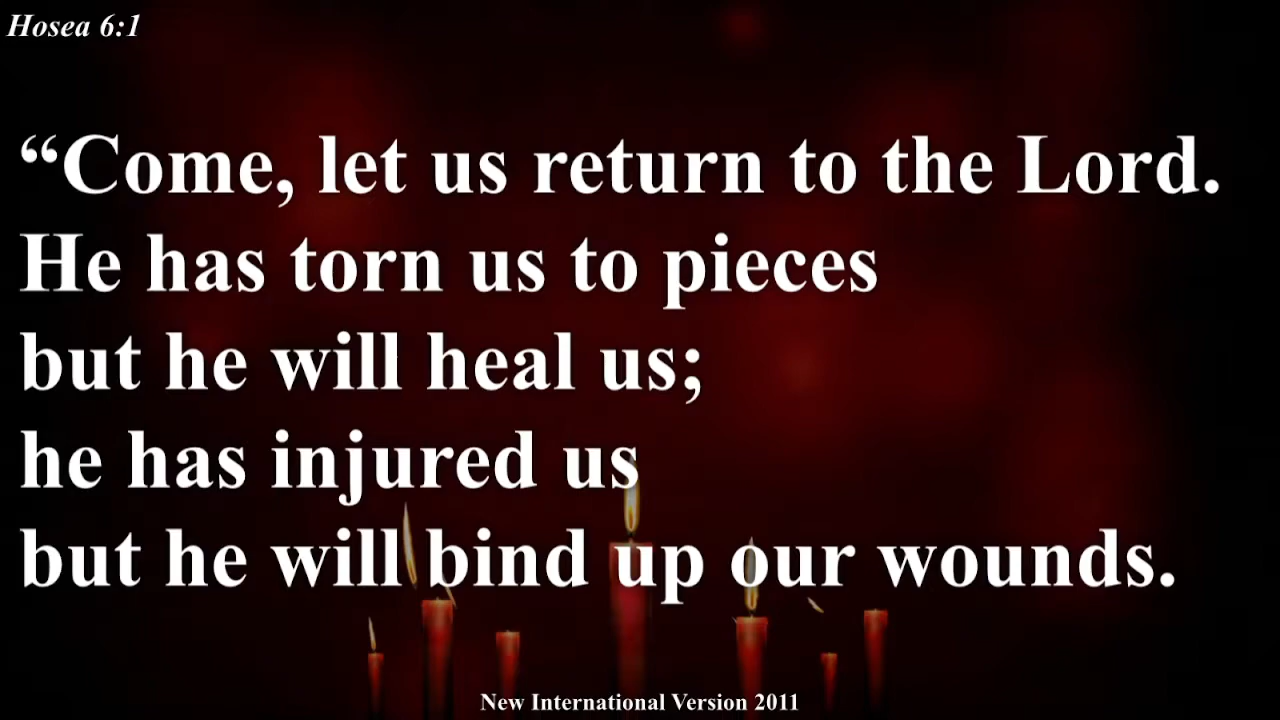 Hosea 6:1
“Come, let us return to the Lord.
He has torn us to pieces
but he will heal us;
he has injured us
but he will bind up our wounds.
New International Version 2011